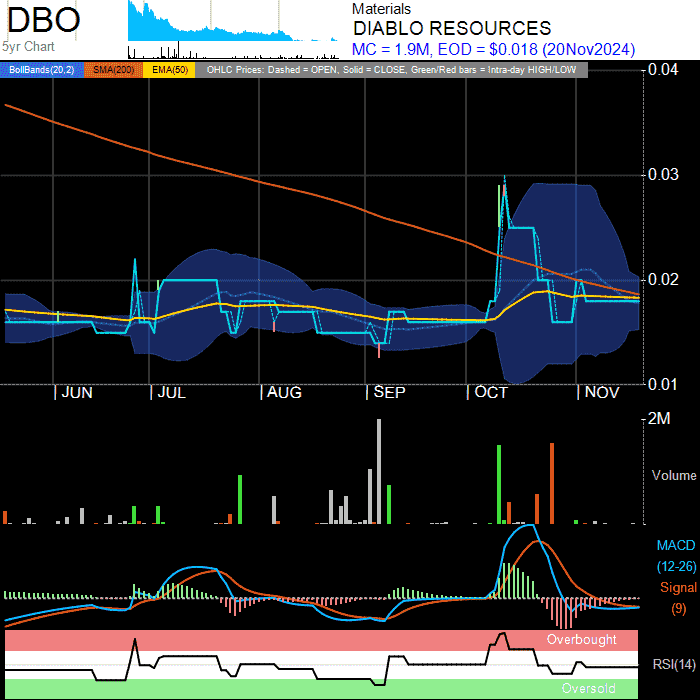 DBO
5yr Chart
Materials
DIABLO RESOURCES
MC = 1.9M, EOD = $0.018 (20Nov2024)
BollBands(20,2) SMA(200) EMA(50) OHLC Prices: Dashed = OPEN, Solid = CLOSE, Green/Red bars = Intra-day HIGH/LOW
0.04
0.03
0.02
0.01
JUN JUL AUG SEP OCT NOV
2M
Volume
MACD
(12-26)
Signal
(9)
Overbought
RSI(14)
Oversold